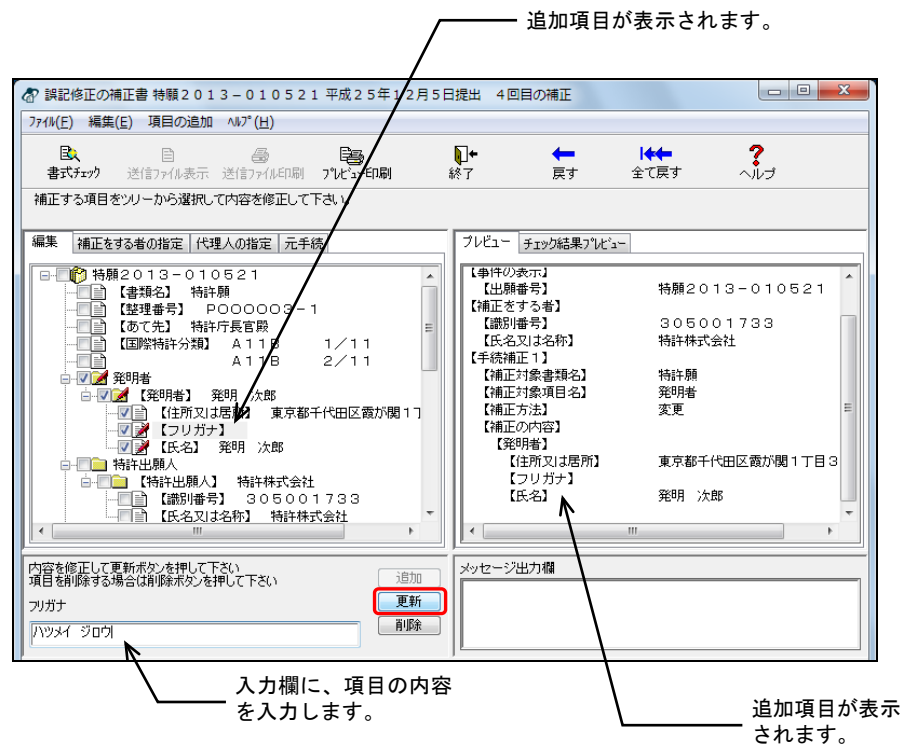 追加項目が表示されます。
誤記修正の補正書 特願２０１３－０１０５２１ 平成２５年１２月５日提出　４回目の補正
ﾌｧｲﾙ(F)　編集(E)　項目の追加　ﾍﾙﾌﾟ(H)
書式ﾁｪｯｸ　送信ﾌｧｲﾙ表示　送信ﾌｧｲﾙ印刷　ﾌﾟﾚﾋﾞｭｰ印刷　終了　戻す　全て戻す　ヘルプ
補正する項目をツリーから選択して内容を修正して下さい。
編集　補正をする者の指定　代理人の指定　元手続
特願２０１３－０１０５２１
【書類名】　特許願
【整理番号】　Ｐ０００００３－１
【あて先】　特許庁長官殿
【国際特許分類】　Ａ１１Ｂ　１／１１
Ａ１１Ｂ　２／１１
発明者
【発明者】　発明　次郎
【住所又は居所】　東京都千代田区霞が関１丁
【フリガナ】
【氏名】　発明　次郎
特許出願人
【特許出願人】　特許株式会社
【識別番号】　３０５００１７３３
【氏名又は名称】　特許株式会社
プレビュー　チェック結果ﾌﾟﾚﾋﾞｭｰ
【事件の表示】
【出願番号】　特願２０１３－０１０５２１
【補正をする者】
【識別番号】　３０５００１７３３
【氏名又は名称】　特許株式会社
【手続補正１】
【補正対象書類名】　特許願
【補正対象項目名】　発明者
【補正方法】　変更
【補正の内容】
【発明者】
【住所又は居所】　東京都千代田区霞が関１丁目３
【フリガナ】
【氏名】　発明　次郎
内容を修正して更新ボタンを押して下さい
項目を削除する場合は削除ボタンを押して下さい
フリガナ
ハツメイ ジロウ
追加
更新
削除
メッセージ出力欄
入力欄に、項目の内容
を入力します。
追加項目が表示
されます。